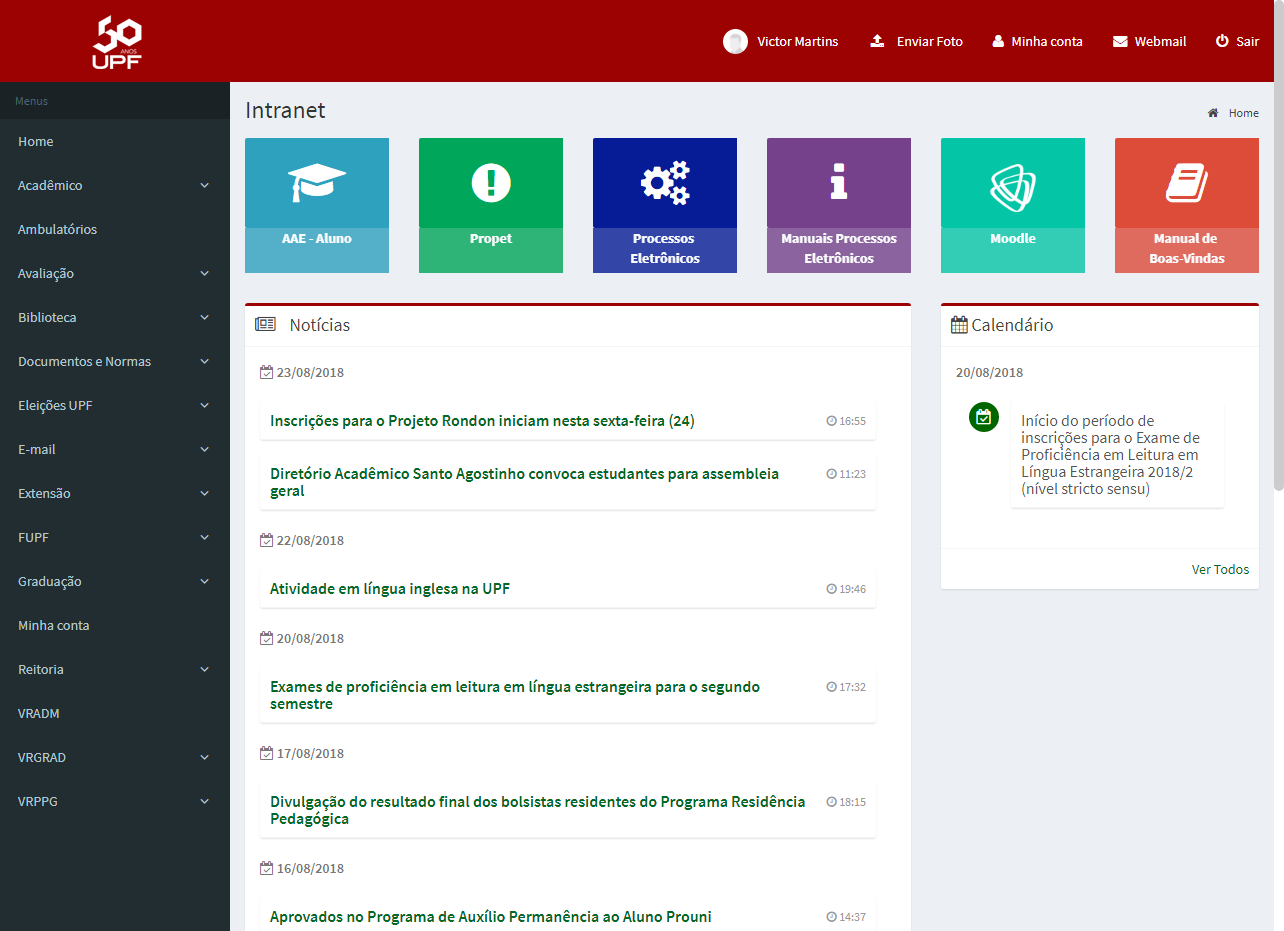 50
ANOS
UPF
Victor Martins
Enviar Foto
Minha conta
Webmail
Sair
Menus
Home
Acadêmico
Ambulatórios
Avaliação
Biblioteca
Documentos e Normas
Eleições UPF
E-mail
Extensão
FUPF
Graduação
Minha conta
Reitoria
VRADM
VRGRAD
VRPPG
Intranet
Home
AAE - Aluno
Propet
Processos
Eletrônicos
Manuais Processos
Eletrônicos
Moodle
Manual de
Boas-Vindas
Notícias
23/08/2018
Inscrições para o Projeto Rondon iniciam nesta sexta-feira (24)
16:55
Diretório Acadêmico Santo Agostinho convoca estudantes para assembleia
geral
11:23
22/08/2018
Atividade em língua inglesa na UPF
19:46
20/08/2018
Exames de proficiência em leitura em língua estrangeira para o segundo
semestre
17:32
17/08/2018
Divulgação do resultado final dos bolsistas residentes do Programa Residência
Pedagógica
18:15
16/08/2018
Aprovados no Programa de Auxílio Permanência ao Aluno Prouni
14:37
Calendário
20/08/2018
Início do período de
inscrições para o Exame de
Proficiência em Leitura em
Língua Estrangeira 2018/2
(nível stricto sensu)
Ver Todos